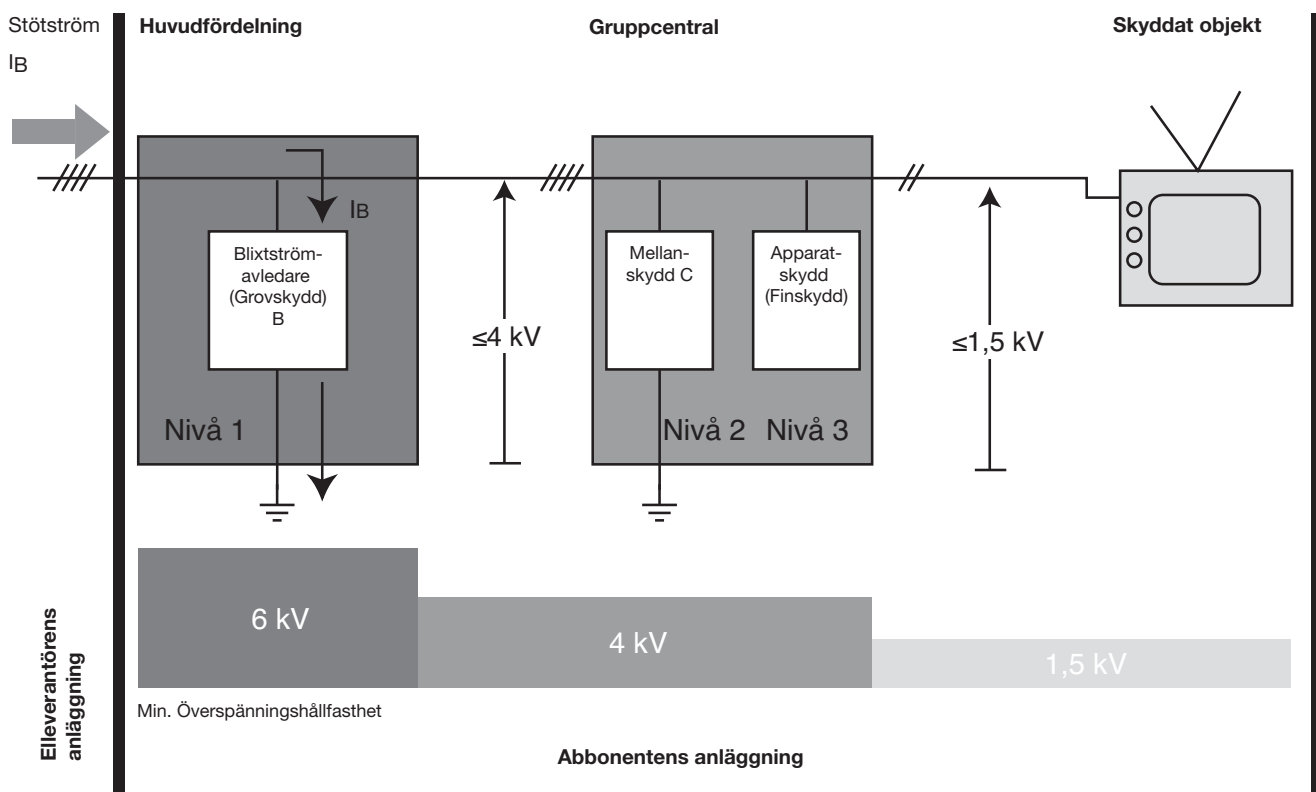 Stötström
IB
Huvudfördelning
Gruppcentral
Skyddat objekt
IB
Blixtström-
avledare
(Grovskydd)
B
Nivå 1
≤4 kV
Mellan-
skydd C
Apparat-
skydd
(Finskydd)
Nivå 2
Nivå 3
≤1,5 kV
6 kV
4 kV
1,5 kV
Min. Överspänningshållfasthet
Elleverantörens
anläggning
Abbonentens anläggning